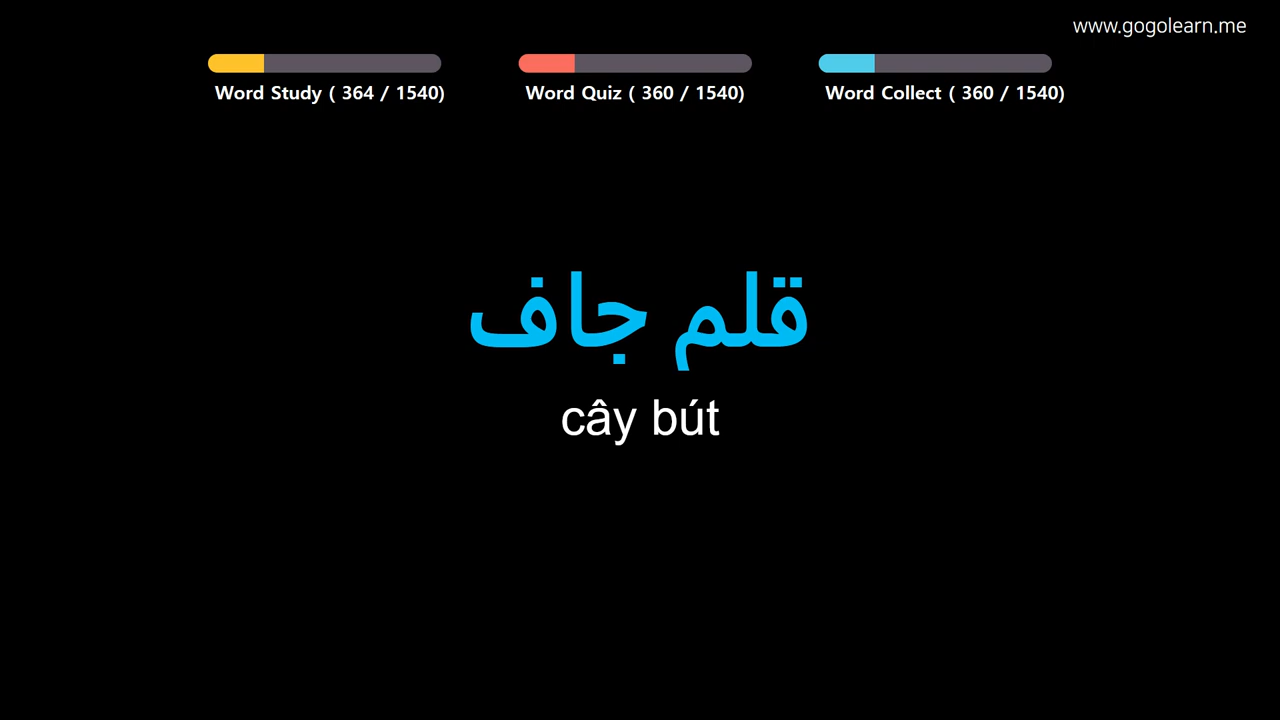 www.gogolearn.me
Word Study ( 364 / 1540)
Word Quiz ( 360 / 1540)
Word Collect ( 360 / 1540)
قلم جاف
cây bút